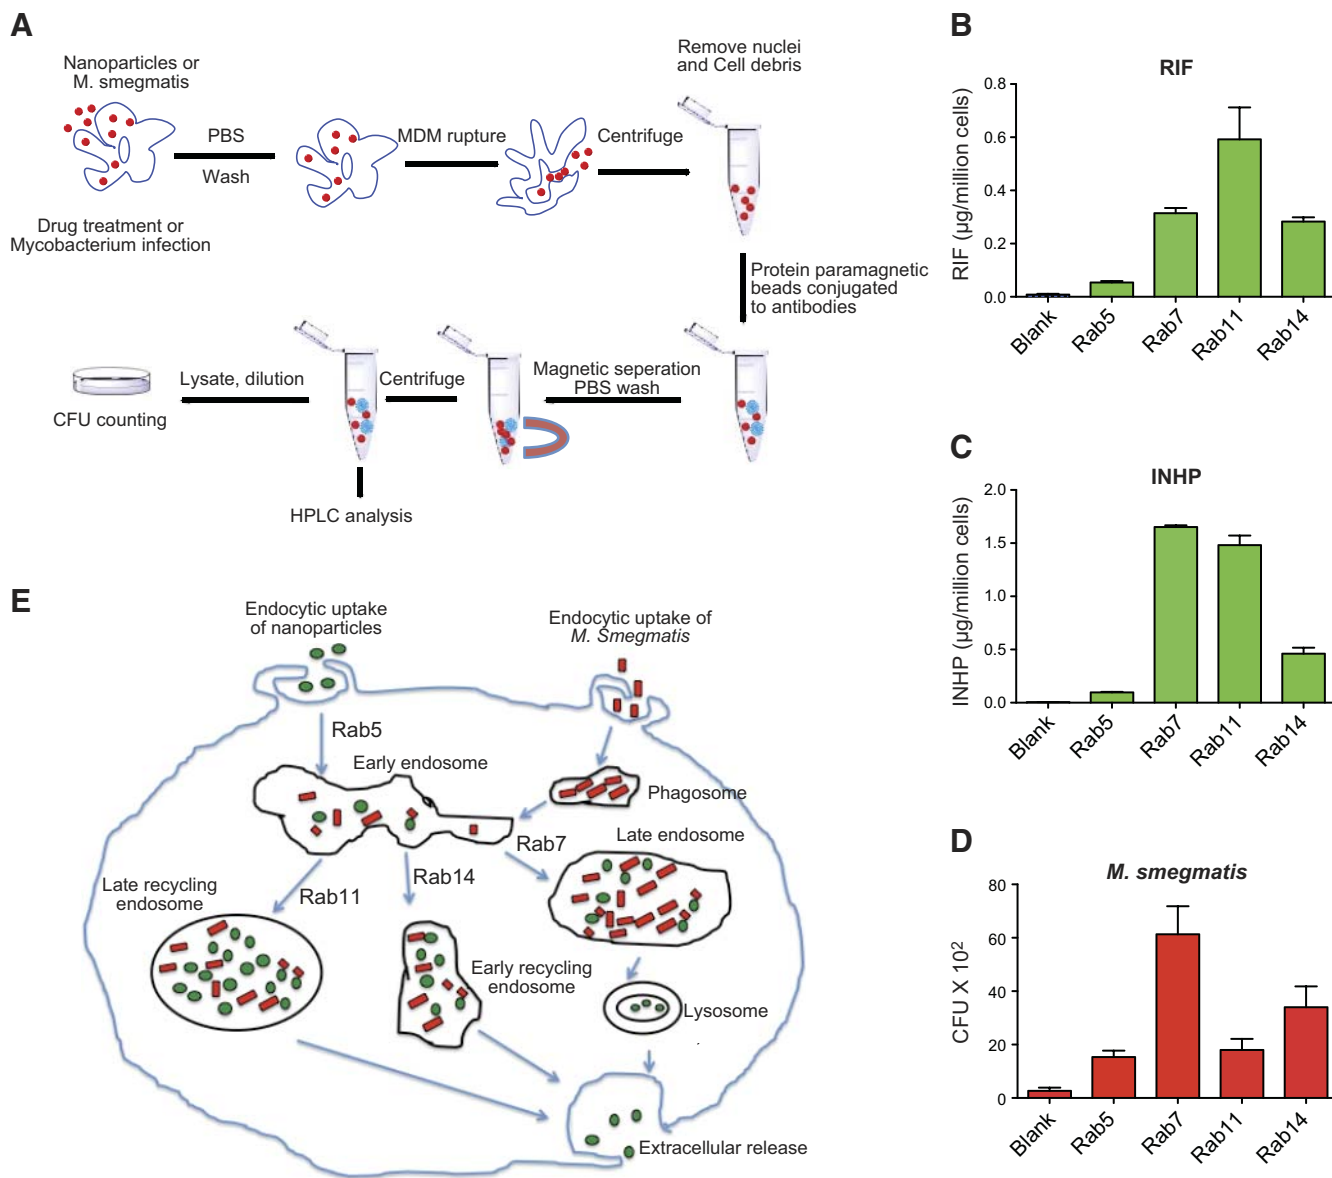 A
Nanoparticles or
M. smegmatis
Drug treatment or
Mycobacterium infection
PBS
Wash
MDM rupture
Centrifuge
Remove nuclei
and Cell debris
Protein paramagnetic
beads conjugated
to antibodies
Magnetic seperation
PBS wash
Centrifuge
Lysate, dilution
CFU counting
HPLC analysis
B
RIF
RIF (µg/million cells)
0.8
0.6
0.4
0.2
0.0
Blank
Rab5
Rab7
Rab11
Rab14
C
INHP
INHP (µg/million cells)
2.0
1.5
1.0
0.5
0.0
Blank
Rab5
Rab7
Rab11
Rab14
D
M. smegmatis
CFU X 10²
80
60
40
20
0
Blank
Rab5
Rab7
Rab11
Rab14
E
Endocytic uptake
of nanoparticles
Endocytic uptake of
M. Smegmatis
Rab5
Early endosome
Phagosome
Rab7
Late endosome
Rab14
Rab11
Late recycling
endosome
Early recycling
endosome
Lysosome
Extracellular release